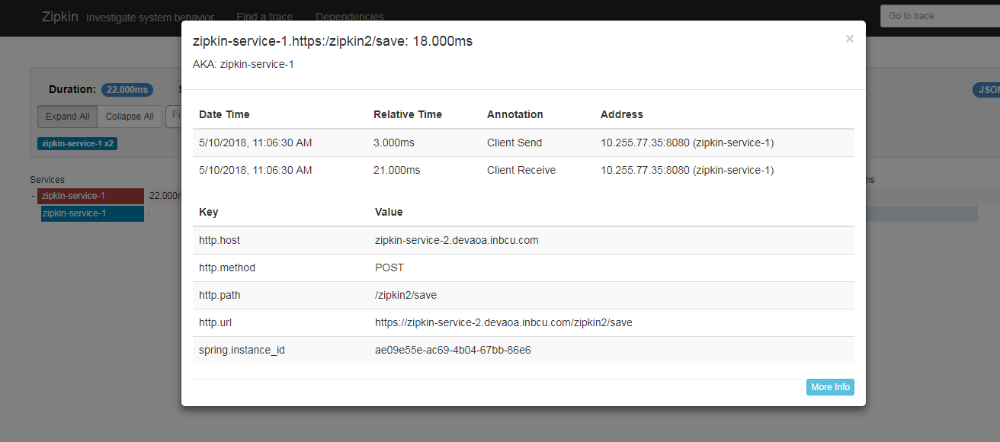 Zipkin Investigate system behavior Find a trace Dependencies Go to trace
zipkin-service-1.https:/zipkin2/save: 18.000ms ×
AKA: zipkin-service-1
Duration: 22.000ms
JSON
Expand All Collapse All
zipkin-service-1 x2
Services
- zipkin-service-1 22.000m
zipkin-service-1
Date Time Relative Time Annotation Address
5/10/2018, 11:06:30 AM 3.000ms Client Send 10.255.77.35:8080 (zipkin-service-1)
5/10/2018, 11:06:30 AM 21.000ms Client Receive 10.255.77.35:8080 (zipkin-service-1)
Key Value
http.host zipkin-service-2.devaoa.inbcu.com
http.method POST
http.path /zipkin2/save
http.url https://zipkin-service-2.devaoa.inbcu.com/zipkin2/save
spring.instance_id ae09e55e-ac69-4b04-67bb-86e6
More Info